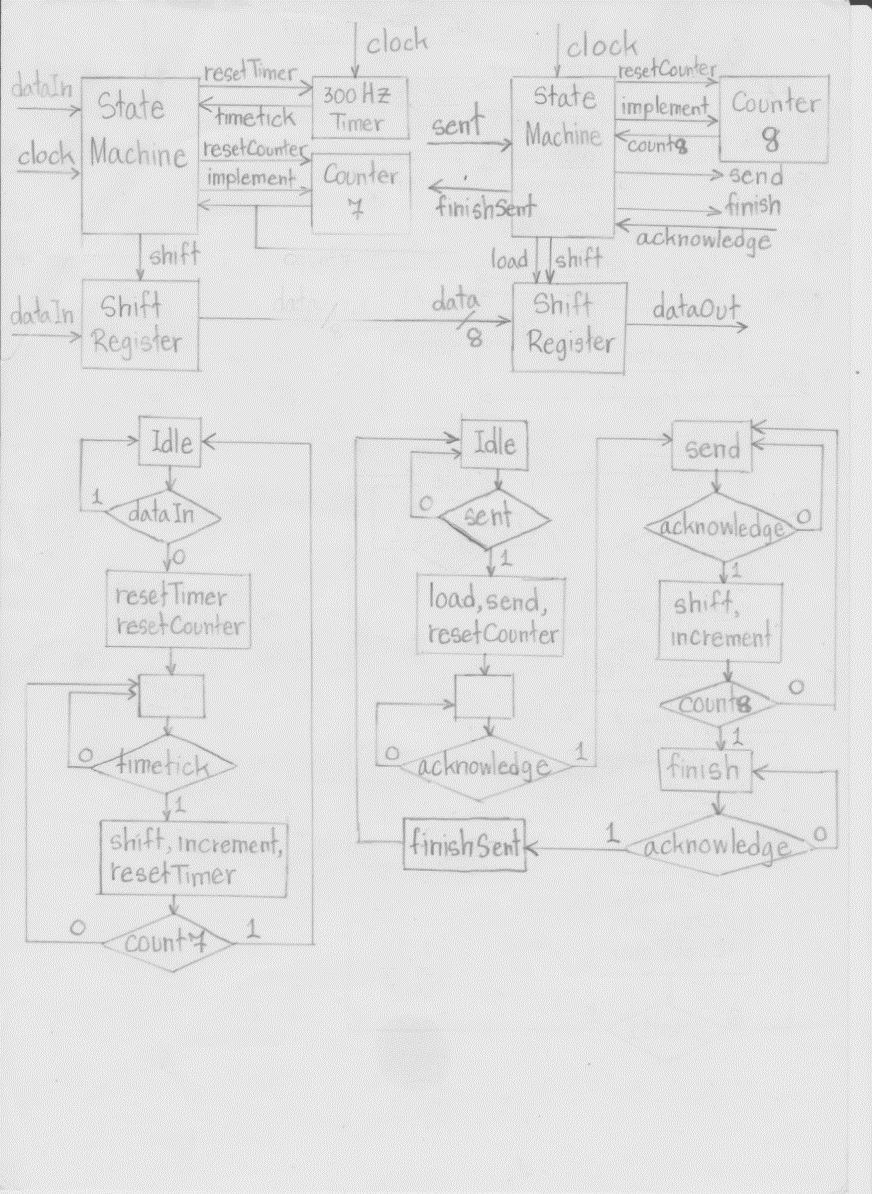 clock
clock
dataIn
State
Machine
resetTimer
300 Hz
Timer
timetick
clock
resetCounter
implement
Counter
7
sent
finishSent
State
Machine
resetCounter
implement
count8
Counter
8
send
finish
acknowledge
shift
load
shift
dataIn
Shift
Register
data
8
Shift
Register
dataOut
Idle
1
dataIn
0
resetTimer
resetCounter
0
timetick
1
shift, increment,
resetTimer
0
count7
1
Idle
0
sent
1
load, send,
resetCounter
0
acknowledge
1
finishSent
send
acknowledge
0
1
shift,
increment
count8
0
1
finish
1
acknowledge
0